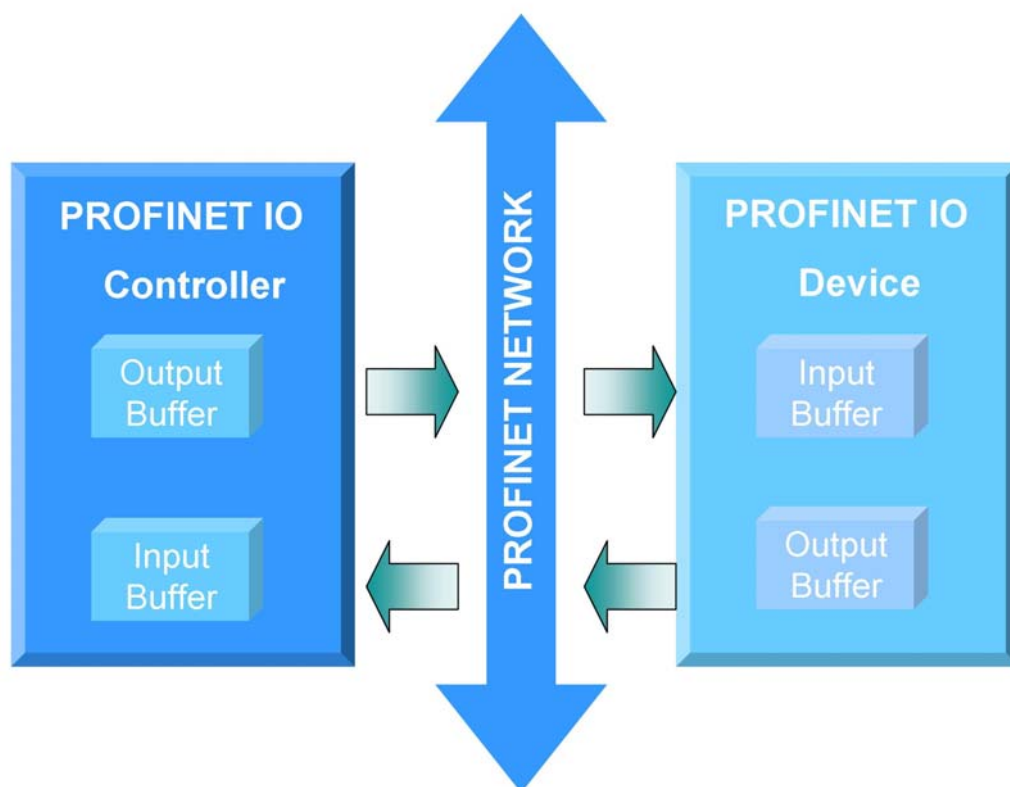 PROFINET IO
Controller
Output
Buffer
Input
Buffer
PROFINET NETWORK
PROFINET IO
Device
Input
Buffer
Output
Buffer